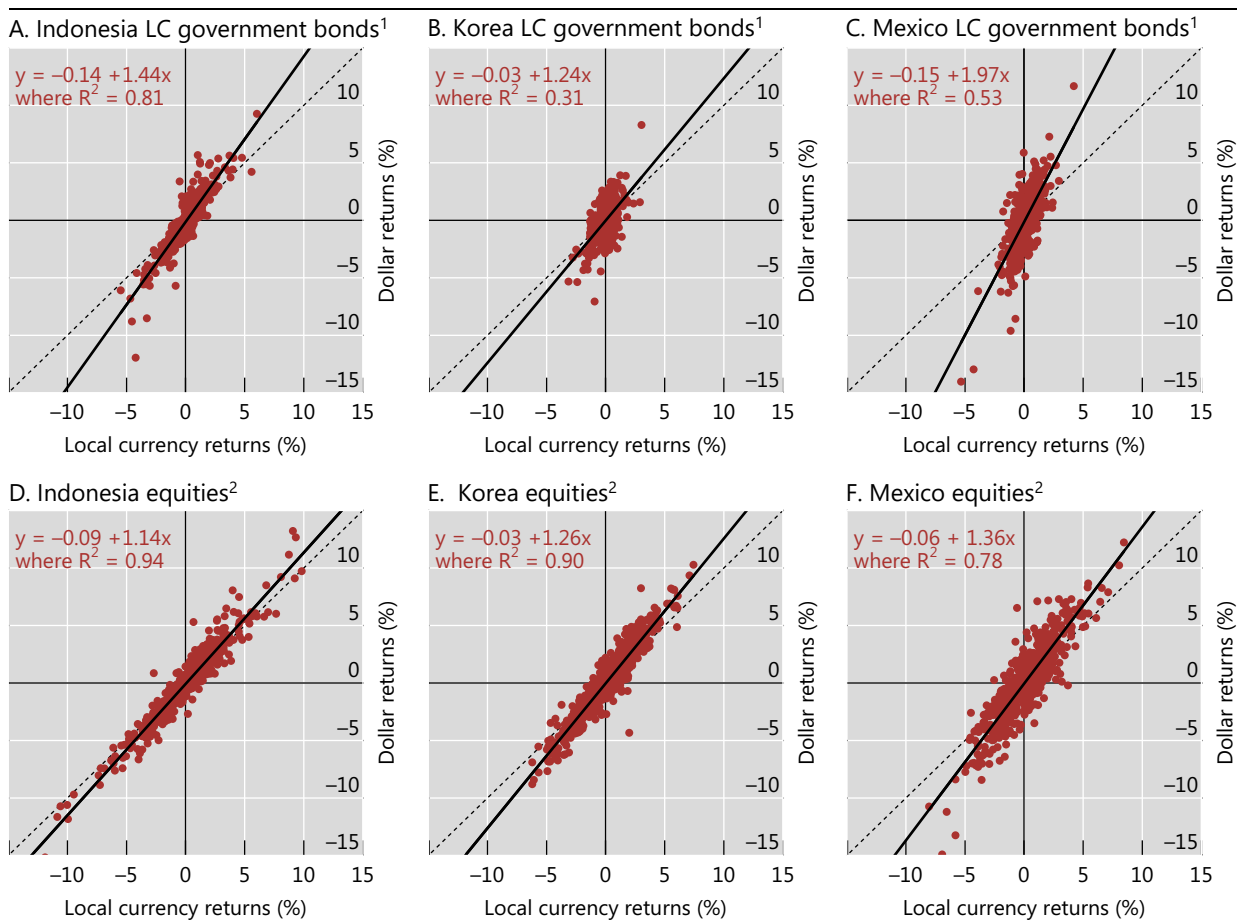 A. Indonesia LC government bonds¹
y = −0.14 +1.44x
where R² = 0.81
10
5
0
−5
−10
−15
Dollar returns (%)
−10 −5 0 5 10 15
Local currency returns (%)
B. Korea LC government bonds¹
y = −0.03 +1.24x
where R² = 0.31
10
5
0
−5
−10
−15
Dollar returns (%)
−10 −5 0 5 10 15
Local currency returns (%)
C. Mexico LC government bonds¹
y = −0.15 +1.97x
where R² = 0.53
10
5
0
−5
−10
−15
Dollar returns (%)
−10 −5 0 5 10 15
Local currency returns (%)
D. Indonesia equities²
y = −0.09 +1.14x
where R² = 0.94
10
5
0
−5
−10
−15
Dollar returns (%)
−10 −5 0 5 10 15
Local currency returns (%)
E. Korea equities²
y = −0.03 +1.26x
where R² = 0.90
10
5
0
−5
−10
−15
Dollar returns (%)
−10 −5 0 5 10 15
Local currency returns (%)
F. Mexico equities²
y = −0.06 + 1.36x
where R² = 0.78
10
5
0
−5
−10
−15
Dollar returns (%)
−10 −5 0 5 10 15
Local currency returns (%)